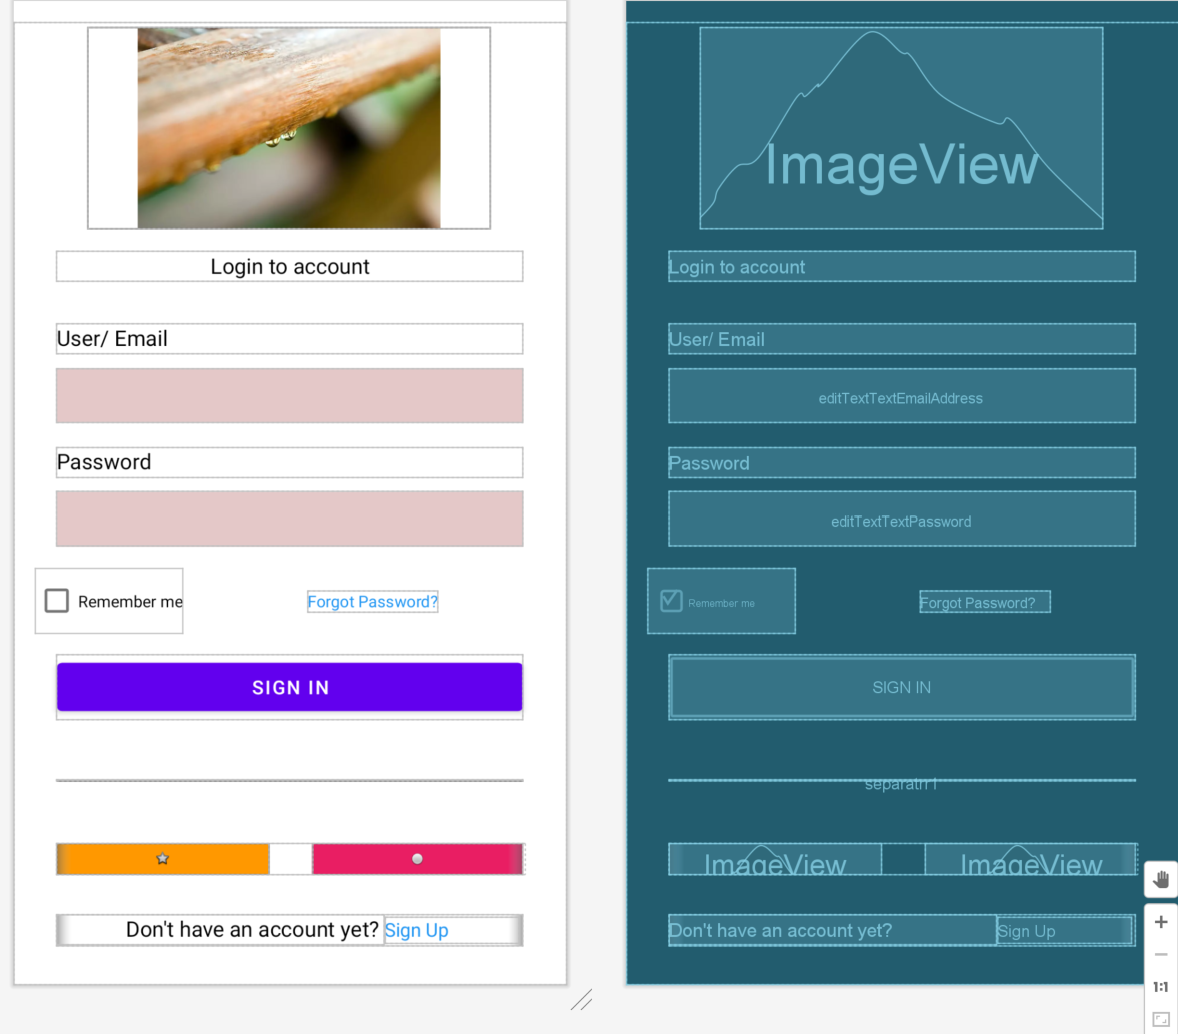 ImageView
Login to account
Login to account
User/ Email
User/ Email
editTextTextEmailAddress
Password
Password
editTextTextPassword
Remember me
Forgot Password?
Remember me
Forgot Password?
SIGN IN
SIGN IN
ImageView
ImageView
Don't have an account yet? Sign Up
Don't have an account yet?
Sign Up
1:1